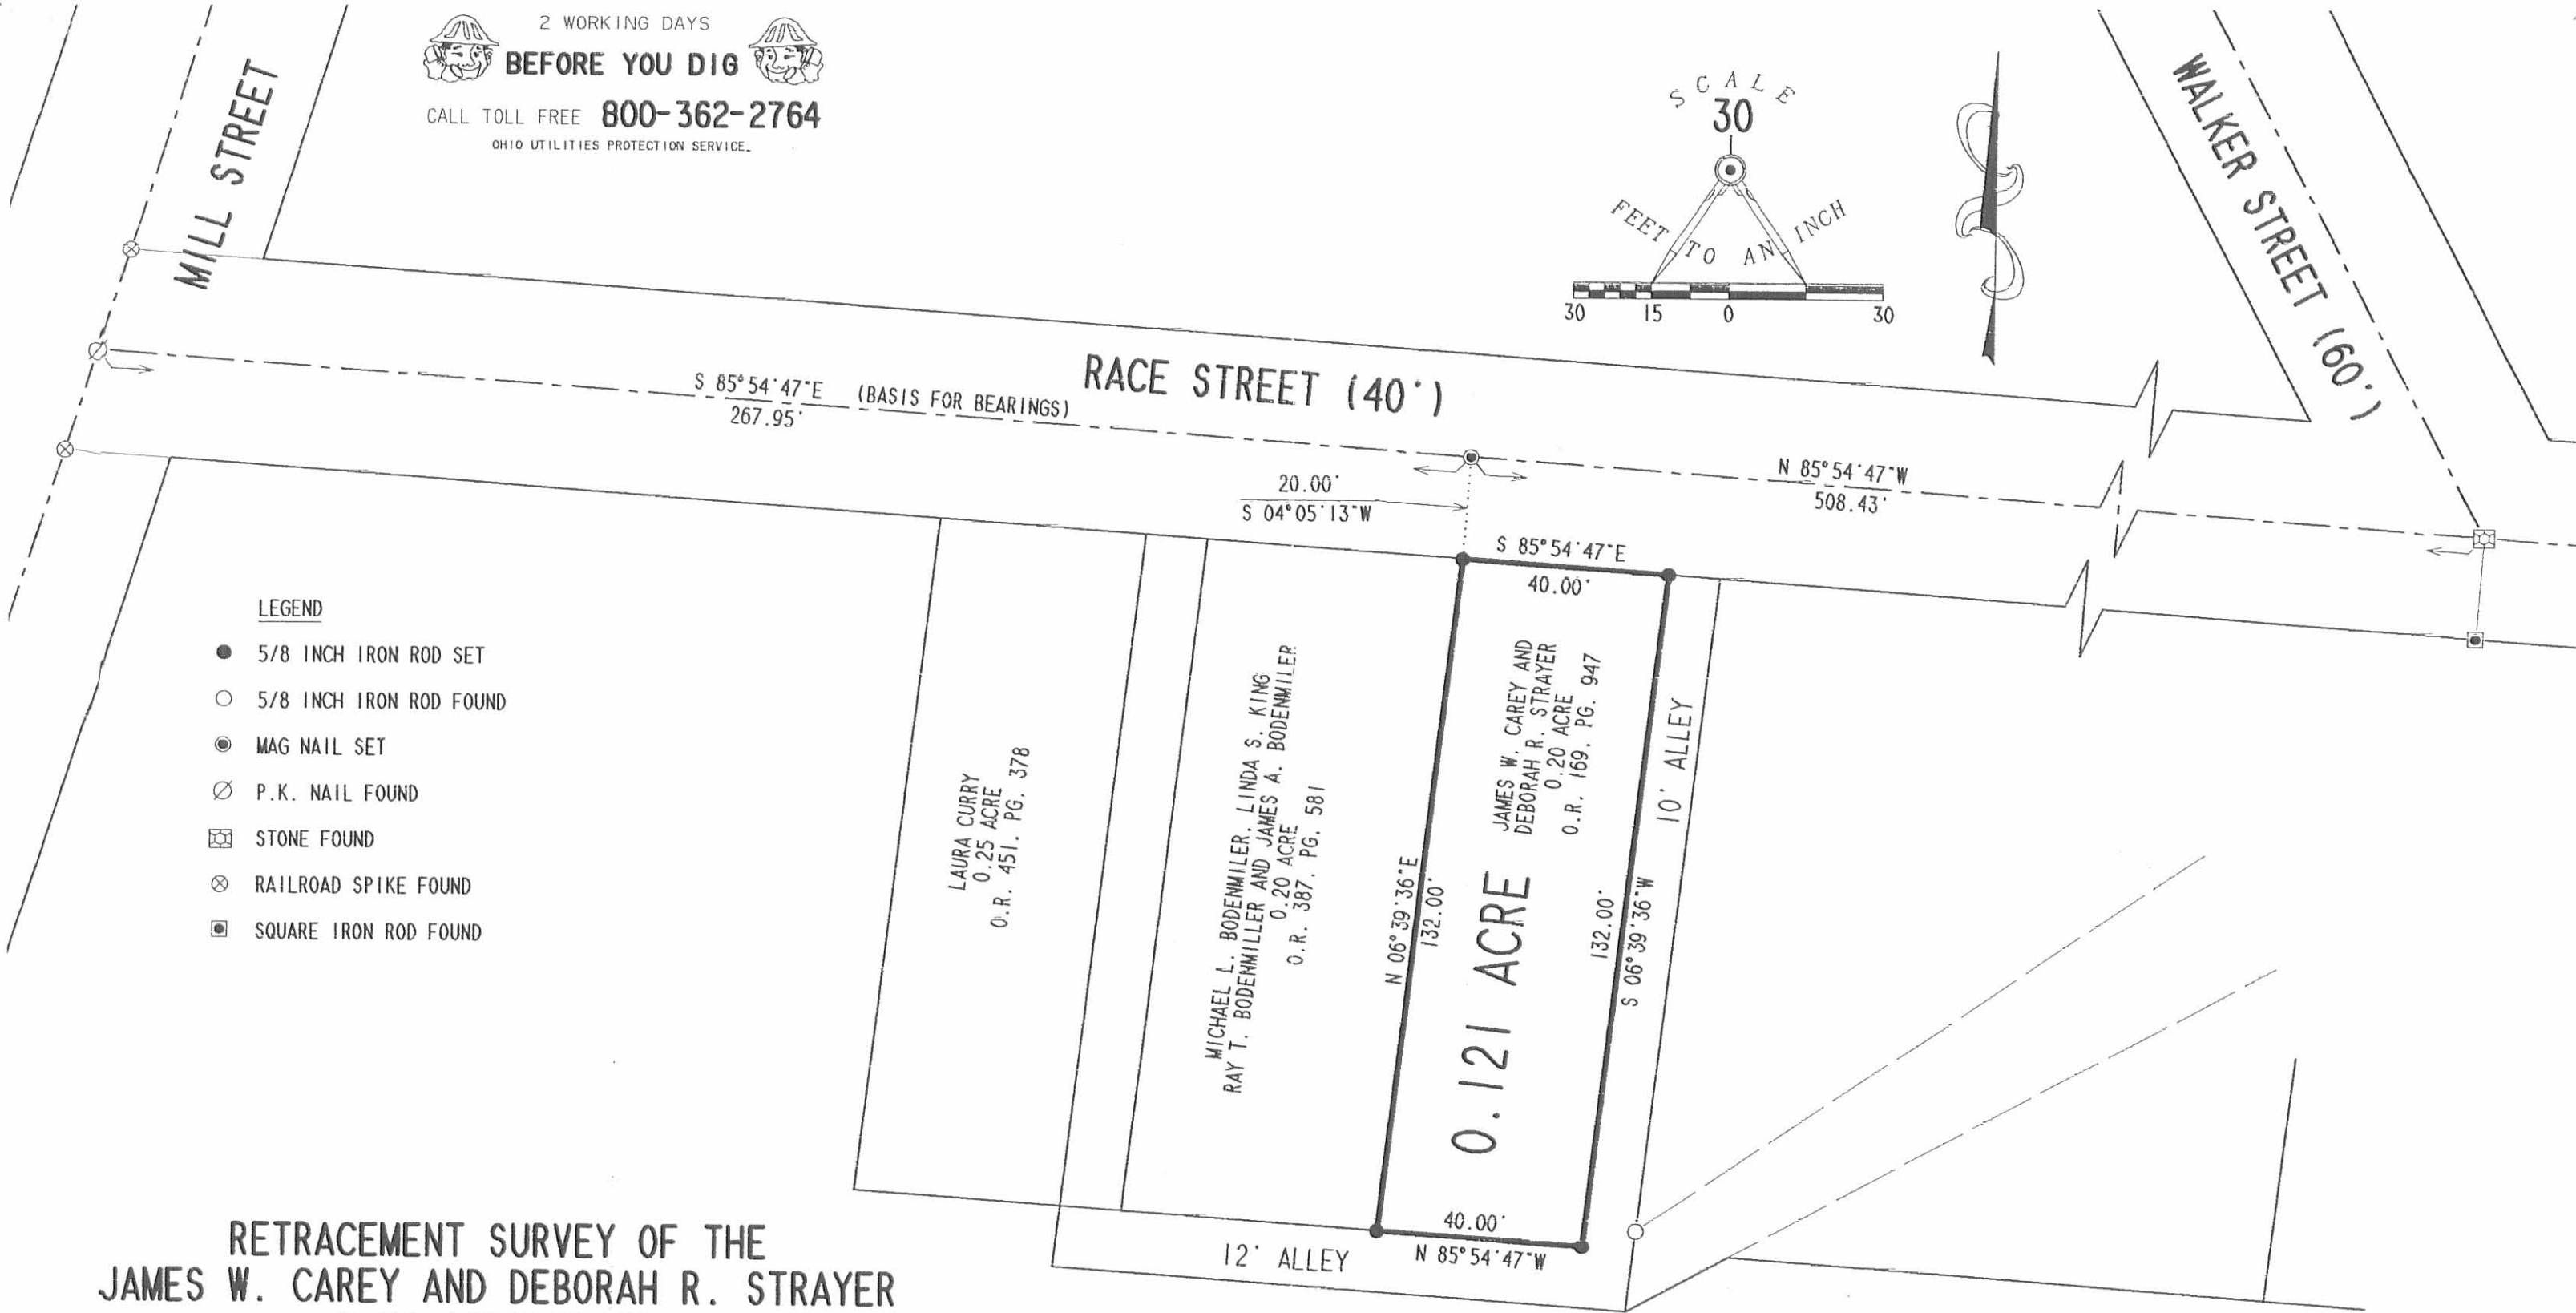 2 WORKING DAYS
BEFORE YOU DIG
CALL TOLL FREE 800-362-2764
OHIO UTILITIES PROTECTION SERVICE.
MILL STREET
SCALE
30
FEET TO AN INCH
30 15 0 30
WALKER STREET (60')
RACE STREET (40')
S 85°54'47"E (BASIS FOR BEARINGS)
267.95'
20.00'
S 04°05'13"W
N 85°54'47"W
508.43'
S 85°54'47"E
40.00'
LEGEND
5/8 INCH IRON ROD SET
5/8 INCH IRON ROD FOUND
MAG NAIL SET
P.K. NAIL FOUND
STONE FOUND
RAILROAD SPIKE FOUND
SQUARE IRON ROD FOUND
LAURA CURRY
0.25 ACRE
O.R. 451, PG. 378
MICHAEL L. BODENMILER, LINDA S. KING
RAY T. BODENMILLER AND JAMES A. BODENMILER
0.20 ACRE
O.R. 387, PG. 581
N 06°39'36"E
132.00'
JAMES W. CAREY AND
DEBORAH R. STRAYER
0.20 ACRE
O.R. 169, PG. 947
0.121 ACRE
132.00'
S 06°39'36"W
10' ALLEY
40.00'
N 85°54'47"W
12' ALLEY
RETRACEMENT SURVEY OF THE
JAMES W. CAREY AND DEBORAH R. STRAYER